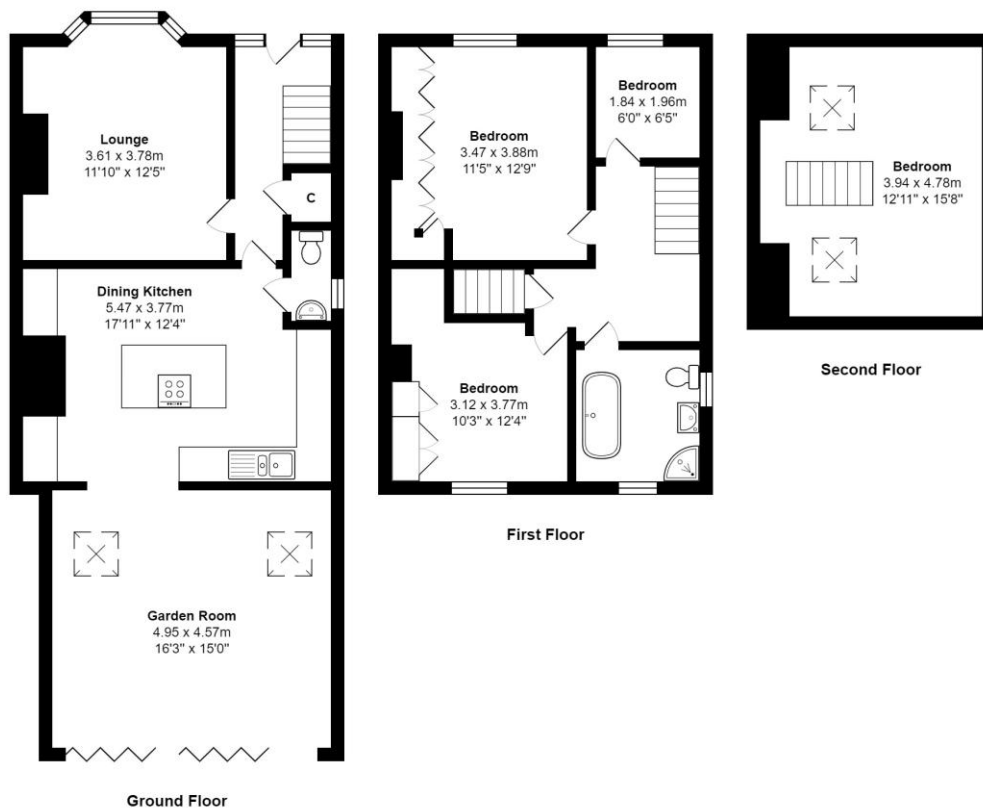 Lounge
3.61 x 3.78m
11'10" x 12'5"
C
Dining Kitchen
5.47 x 3.77m
17'11" x 12'4"
Garden Room
4.95 x 4.57m
16'3" x 15'0"
Ground Floor
Bedroom
3.47 x 3.88m
11'5" x 12'9"
Bedroom
1.84 x 1.96m
6'0" x 6'5"
Bedroom
3.12 x 3.77m
10'3" x 12'4"
First Floor
Bedroom
3.94 x 4.78m
12'11" x 15'8"
Second Floor